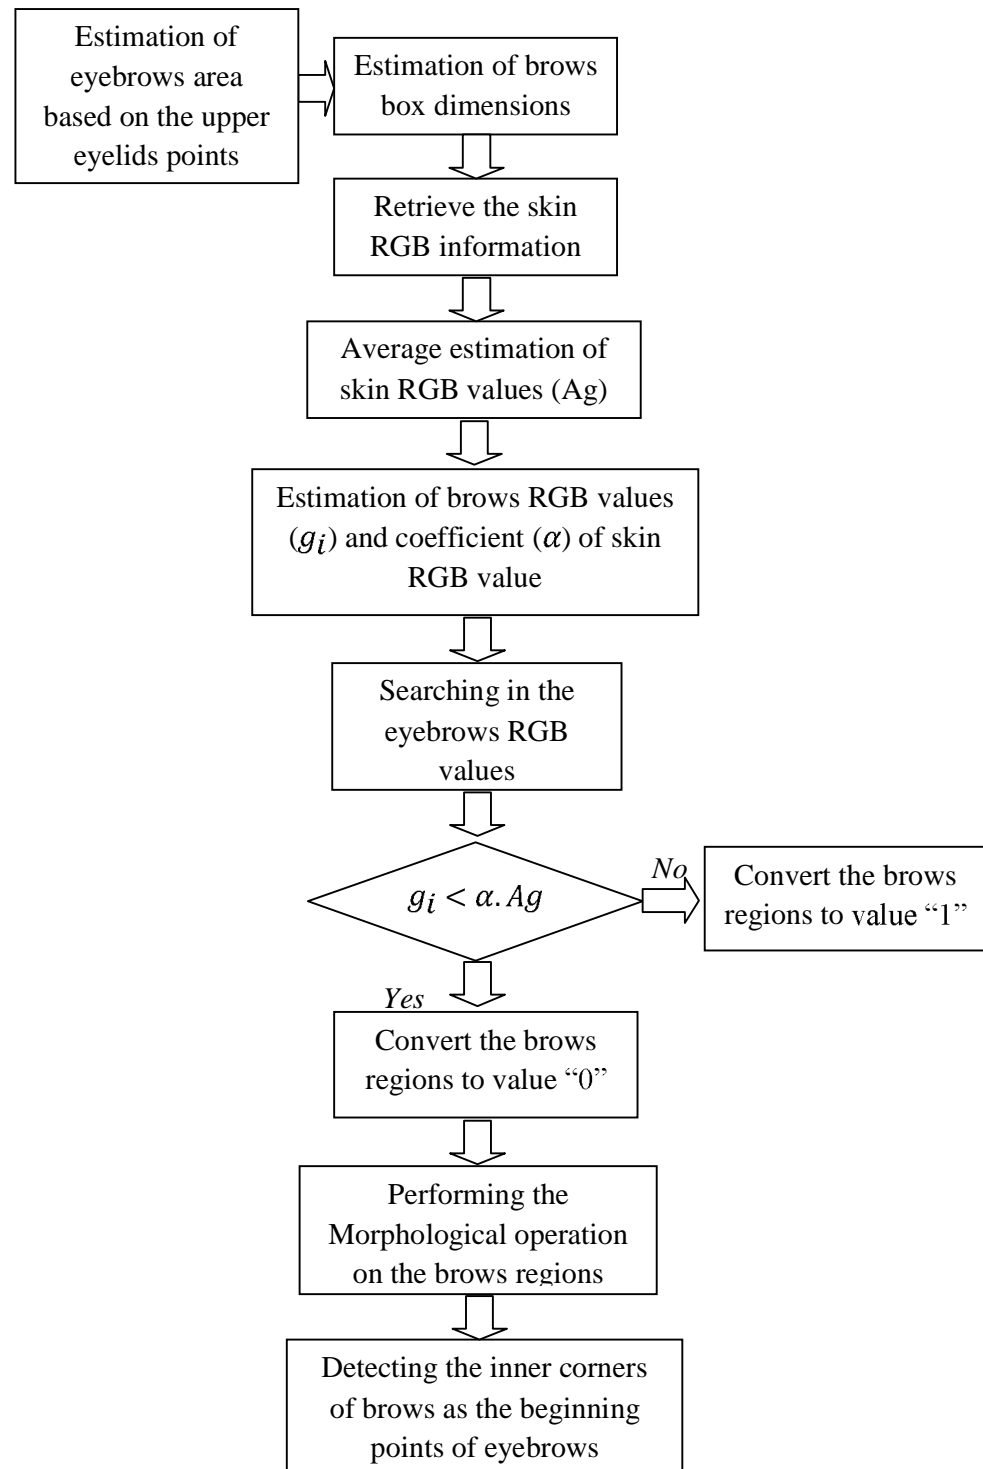 Estimation of
eyebrows area
based on the upper
eyelids points
Estimation of brows
box dimensions
Retrieve the skin
RGB information
Average estimation of
skin RGB values (Ag)
Estimation of brows RGB values
(𝑔𝑖) and coefficient (𝛼) of skin
RGB value
Searching in the
eyebrows RGB
values
𝑔𝑖 < 𝛼. 𝐴𝑔
No
Convert the brows
regions to value “1”
Yes
Convert the brows
regions to value “0”
Performing the
Morphological operation
on the brows regions
Detecting the inner corners
of brows as the beginning
points of eyebrows